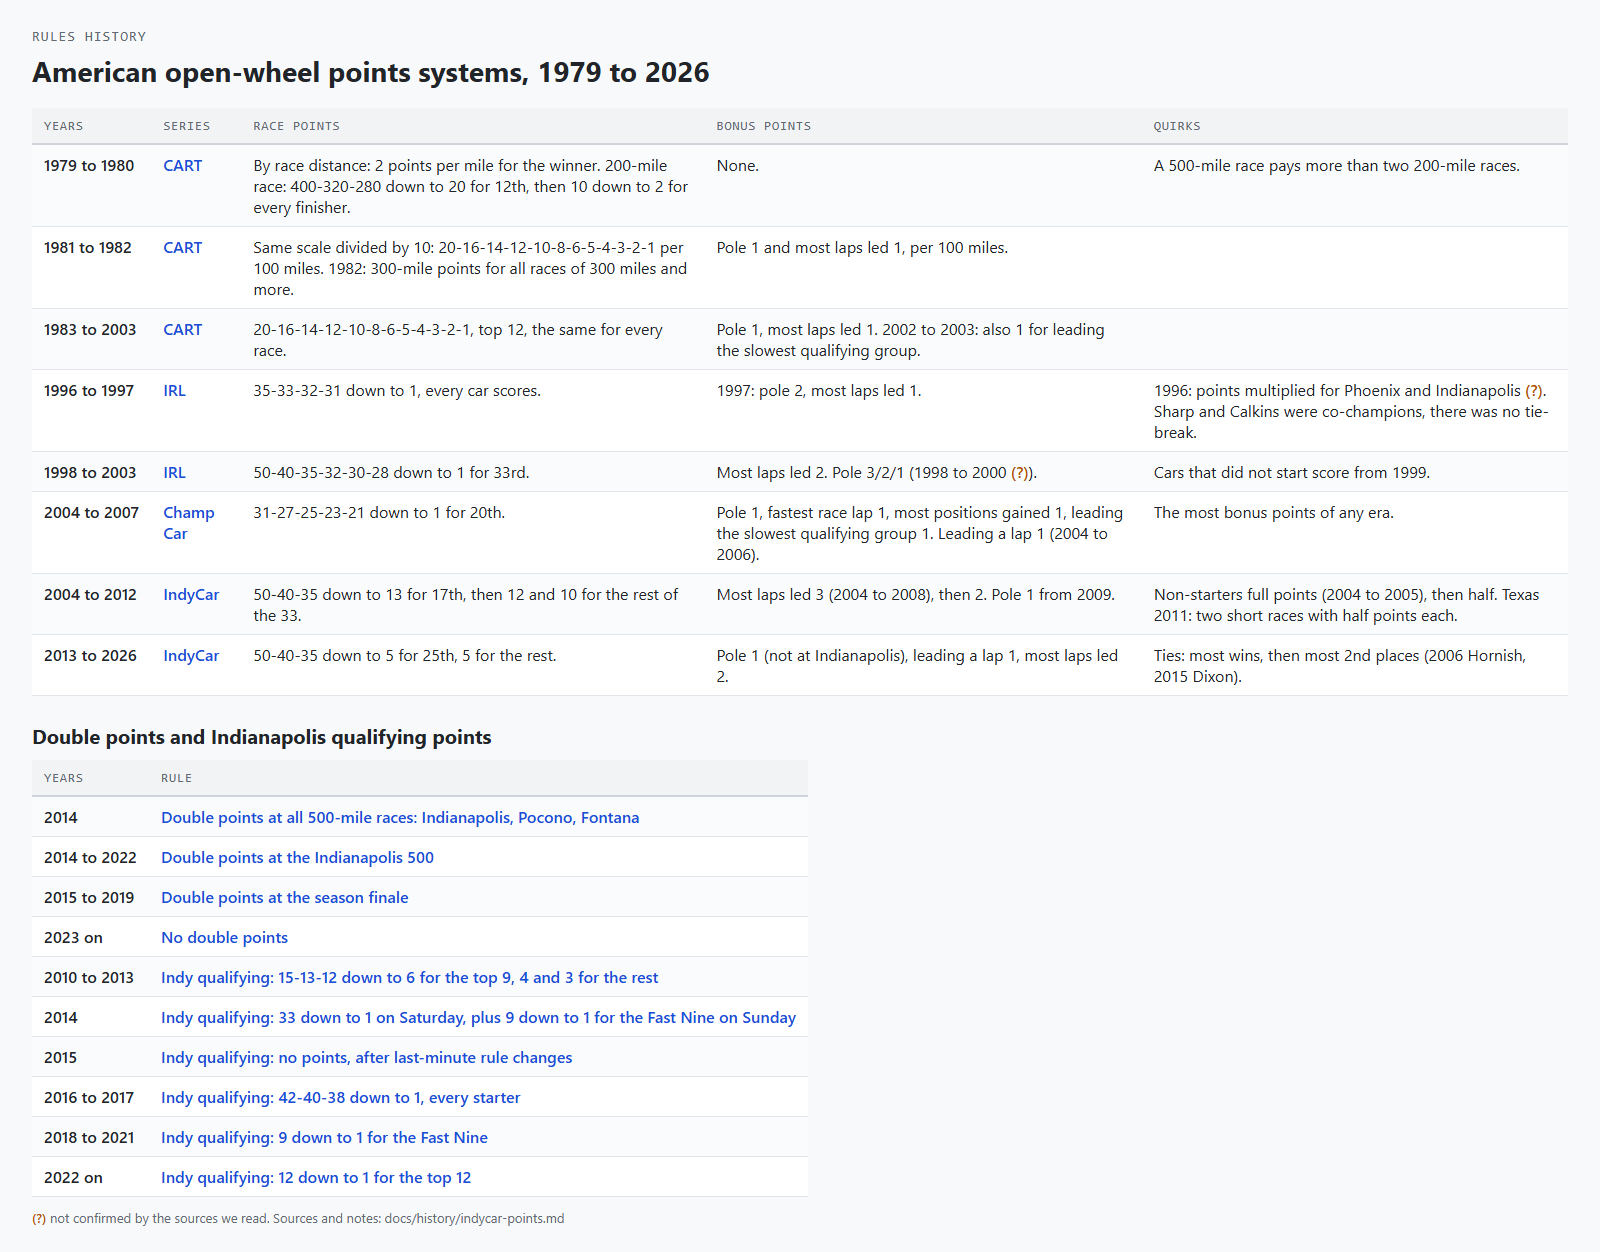 RULES HISTORY
American open-wheel points systems, 1979 to 2026
YEARS SERIES RACE POINTS BONUS POINTS QUIRKS
1979 to 1980 CART By race distance: 2 points per mile for the winner. 200-mile None. A 500-mile race pays more than two 200-mile races.
race: 400-320-280 down to 20 for 12th, then 10 down to 2 for
every finisher.
1981 to 1982 CART Same scale divided by 10: 20-16-14-12-10-8-6-5-4-3-2-1 per Pole 1 and most laps led 1, per 100 miles.
100 miles. 1982: 300-mile points for all races of 300 miles and
more.
1983 to 2003 CART 20-16-14-12-10-8-6-5-4-3-2-1, top 12, the same for every Pole 1, most laps led 1. 2002 to 2003: also 1 for leading
race. the slowest qualifying group.
1996 to 1997 IRL 35-33-32-31 down to 1, every car scores. 1997: pole 2, most laps led 1. 1996: points multiplied for Phoenix and Indianapolis (?).
Sharp and Calkins were co-champions, there was no tie-
break.
1998 to 2003 IRL 50-40-35-32-30-28 down to 1 for 33rd. Most laps led 2. Pole 3/2/1 (1998 to 2000 (?)). Cars that did not start score from 1999.
2004 to 2007 Champ 31-27-25-23-21 down to 1 for 20th. Pole 1, fastest race lap 1, most positions gained 1, leading The most bonus points of any era.
Car the slowest qualifying group 1. Leading a lap 1 (2004 to
2006).
2004 to 2012 IndyCar 50-40-35 down to 13 for 17th, then 12 and 10 for the rest of Most laps led 3 (2004 to 2008), then 2. Pole 1 from 2009. Non-starters full points (2004 to 2005), then half. Texas
the 33. 2011: two short races with half points each.
2013 to 2026 IndyCar 50-40-35 down to 5 for 25th, 5 for the rest. Pole 1 (not at Indianapolis), leading a lap 1, most laps led Ties: most wins, then most 2nd places (2006 Hornish,
2. 2015 Dixon).
Double points and Indianapolis qualifying points
YEARS RULE
2014 Double points at all 500-mile races: Indianapolis, Pocono, Fontana
2014 to 2022 Double points at the Indianapolis 500
2015 to 2019 Double points at the season finale
2023 on No double points
2010 to 2013 Indy qualifying: 15-13-12 down to 6 for the top 9, 4 and 3 for the rest
2014 Indy qualifying: 33 down to 1 on Saturday, plus 9 down to 1 for the Fast Nine on Sunday
2015 Indy qualifying: no points, after last-minute rule changes
2016 to 2017 Indy qualifying: 42-40-38 down to 1, every starter
2018 to 2021 Indy qualifying: 9 down to 1 for the Fast Nine
2022 on Indy qualifying: 12 down to 1 for the top 12
(?) not confirmed by the sources we read. Sources and notes: docs/history/indycar-points.md